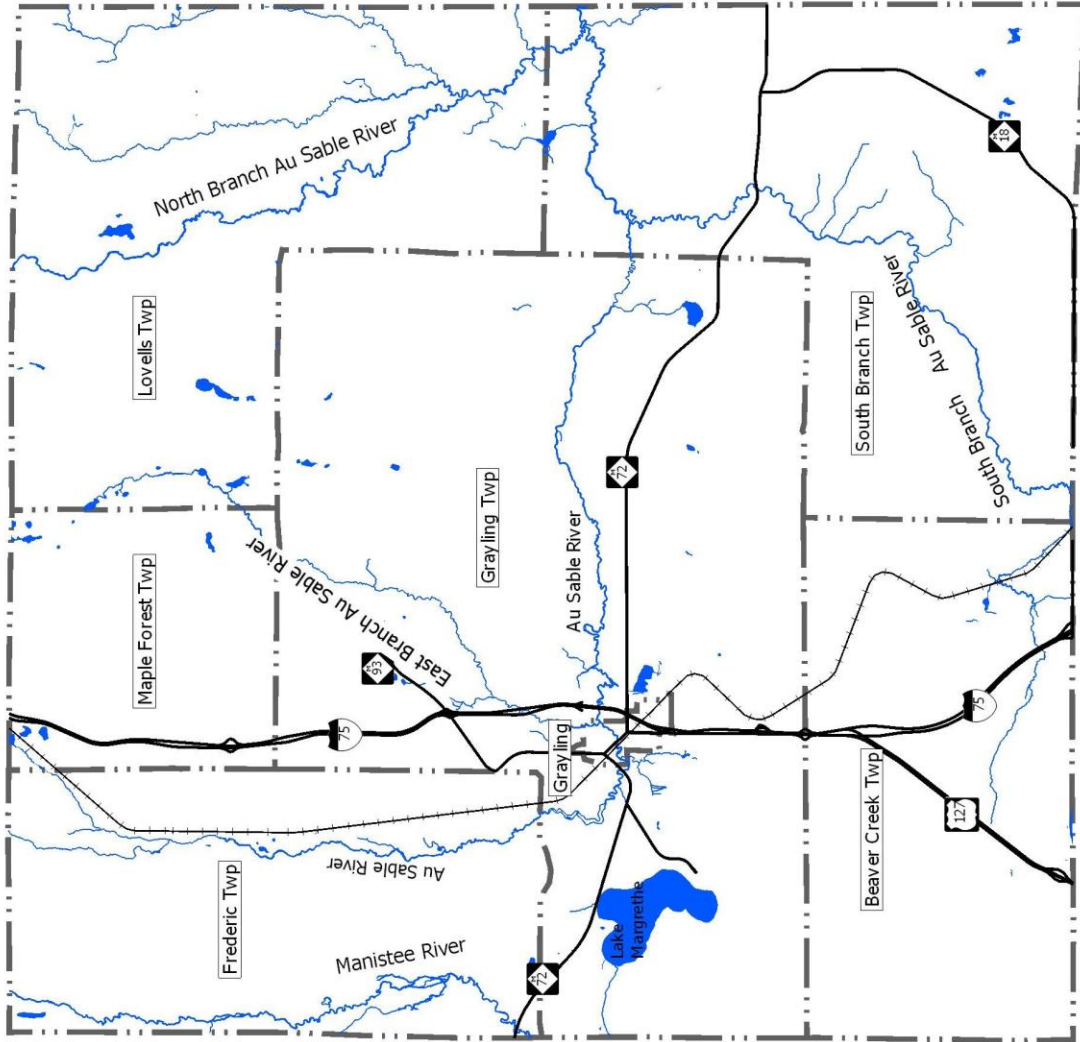 Frederic Twp
Maple Forest Twp
Lovells Twp
North Branch Au Sable River
75
Manistee River
Au Sable River
M
93
East Branch Au Sable River
Grayling Twp
M
72
Grayling
Au Sable River
Lake
Margrethe
M
72
Beaver Creek Twp
South Branch Twp
South Branch Au Sable River
127
75
M
18